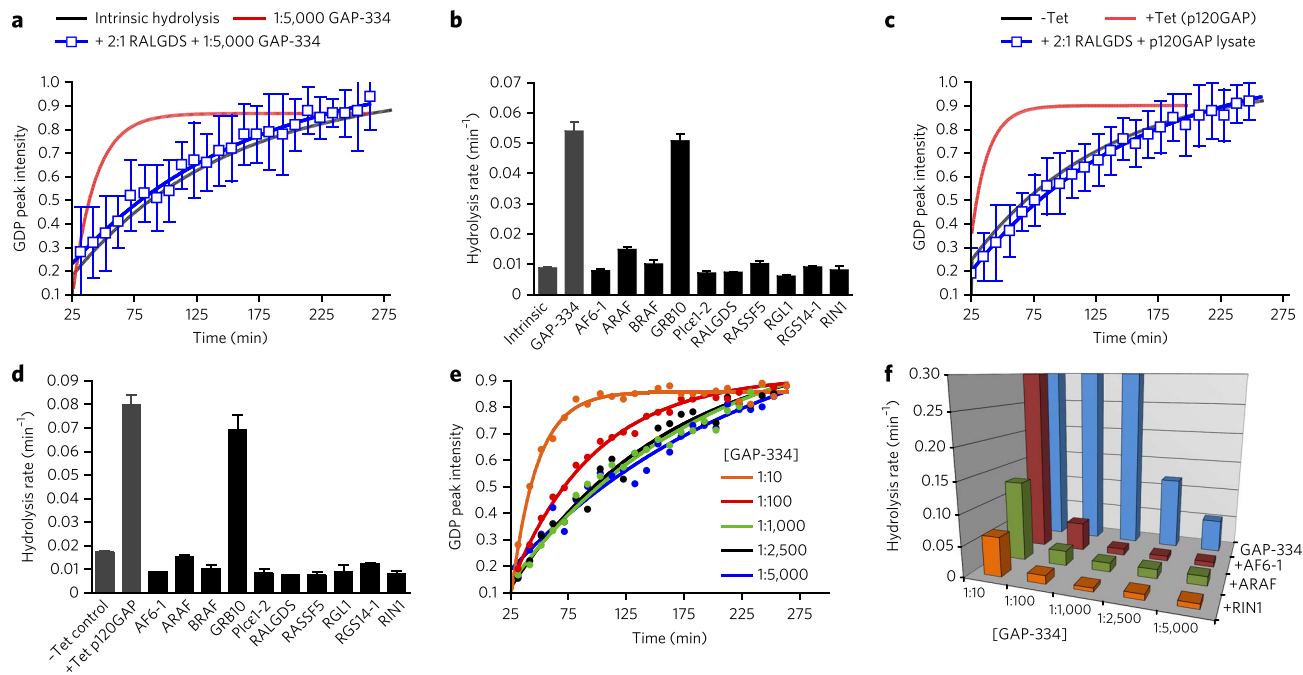 a
Intrinsic hydrolysis
1:5,000 GAP-334
+ 2:1 RALGDS + 1:5,000 GAP-334
GDP peak intensity
1.0
0.9
0.8
0.7
0.6
0.5
0.4
0.3
0.2
0.1
25
75
125
175
225
275
Time (min)
b
Hydrolysis rate (min⁻¹)
0.07
0.06
0.05
0.04
0.03
0.02
0.01
0
Intrinsic
GAP-334
AF6-1
ARAF
BRAF
GRB10
Plcε1-2
RALGDS
RASSF5
RGL1
RGS14-1
RIN1
c
-Tet
+Tet (p120GAP)
+ 2:1 RALGDS + p120GAP lysate
GDP peak intensity
1.0
0.9
0.8
0.7
0.6
0.5
0.4
0.3
0.2
0.1
25
75
125
175
225
275
Time (min)
d
Hydrolysis rate (min⁻¹)
0.09
0.08
0.07
0.06
0.05
0.04
0.03
0.02
0.01
0
-Tet control
+Tet p120GAP
AF6-1
ARAF
BRAF
GRB10
Plcε1-2
RALGDS
RASSF5
RGL1
RGS14-1
RIN1
e
GDP peak intensity
0.9
0.8
0.7
0.6
0.5
0.4
0.3
0.2
0.1
25
75
125
175
225
275
Time (min)
[GAP-334]
1:10
1:100
1:1,000
1:2,500
1:5,000
f
Hydrolysis rate (min⁻¹)
0.30
0.25
0.20
0.15
0.10
0.05
0
1:10
1:100
1:1,000
1:2,500
1:5,000
[GAP-334]
GAP-334
+AF6-1
+ARAF
+RIN1